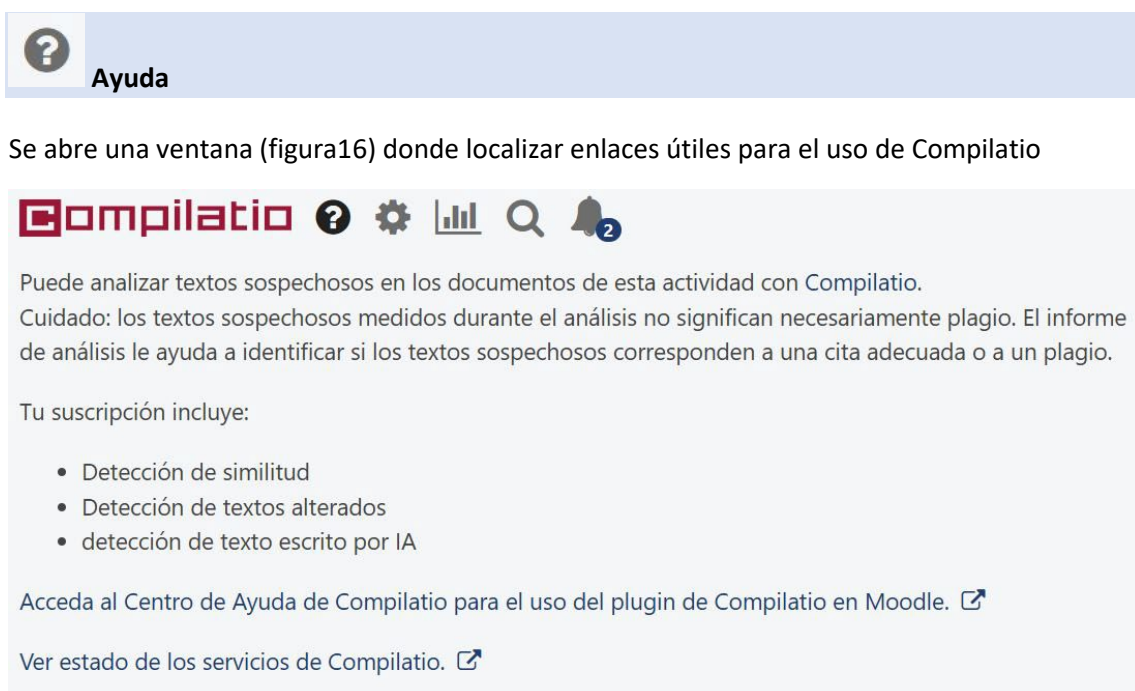 Ayuda
Se abre una ventana (figura16) donde localizar enlaces útiles para el uso de Compilatio
Compilatio
2
Puede analizar textos sospechosos en los documentos de esta actividad con Compilatio.
Cuidado: los textos sospechosos medidos durante el análisis no significan necesariamente plagio. El informe
de análisis le ayuda a identificar si los textos sospechosos corresponden a una cita adecuada o a un plagio.
Tu suscripción incluye:
• Detección de similitud
• Detección de textos alterados
• detección de texto escrito por IA
Acceda al Centro de Ayuda de Compilatio para el uso del plugin de Compilatio en Moodle.
Ver estado de los servicios de Compilatio.